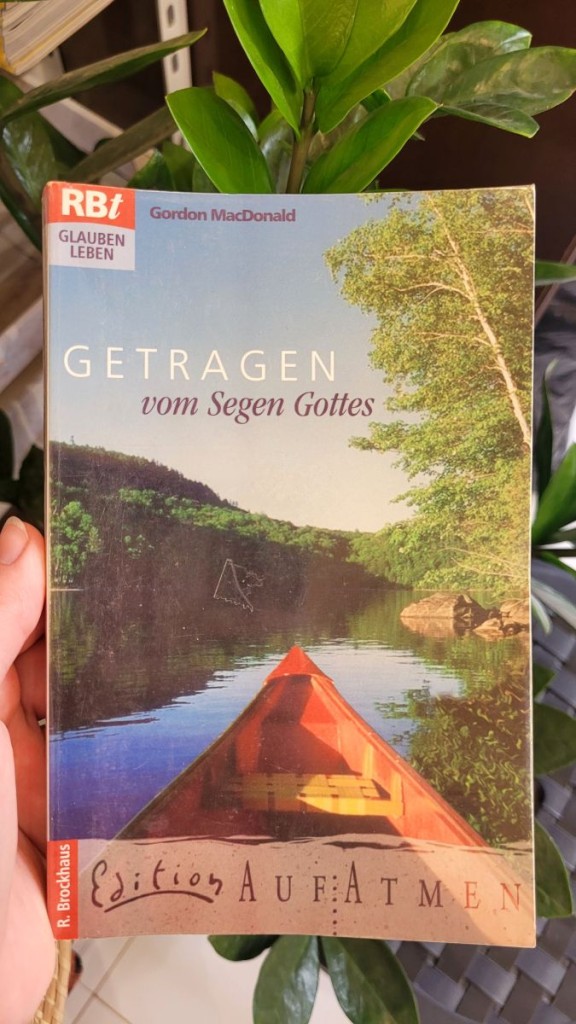 RBt
GLAUBEN
LEBEN
Gordon MacDonald
GETRAGEN
vom Segen Gottes
R. Brockhaus
Edition AUFATMEN